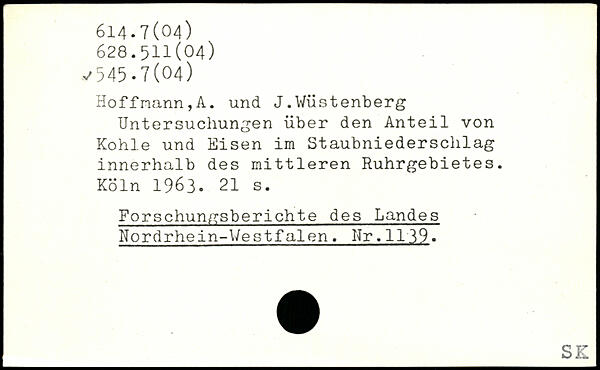 614.7(04)
628.511(04)
✓545.7(04)
Hoffmann,A. und J.Wüstenberg
Untersuchungen über den Anteil von
Kohle und Eisen im Staubniederschlag
innerhalb des mittleren Ruhrgebietes.
Köln 1963. 21 s.
Forschungsberichte des Landes
Nordrhein-Westfalen. Nr.1139.
SK